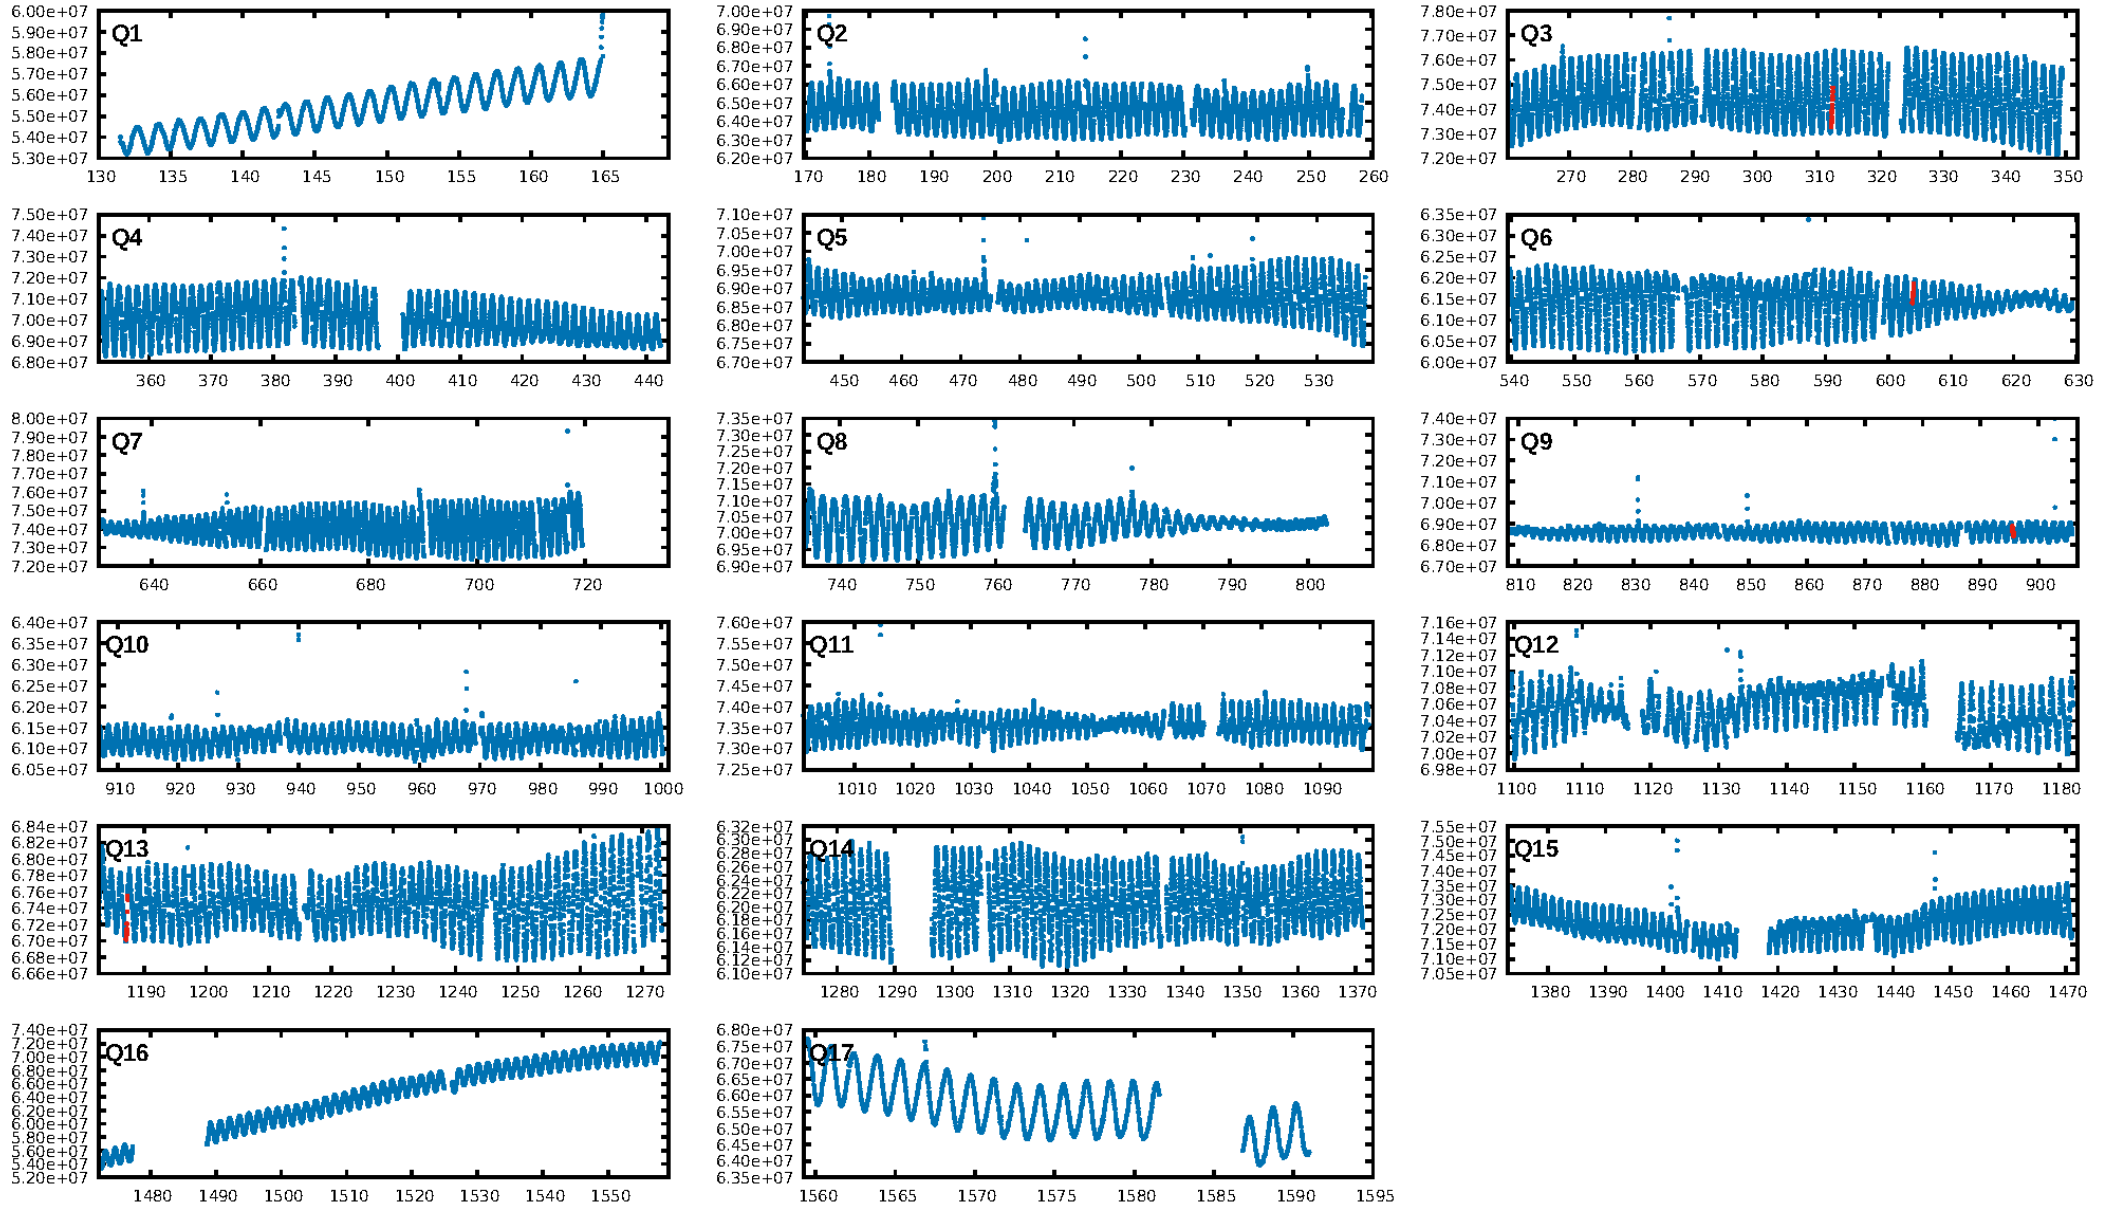 6.00e+07
5.90e+07
Q1
5.80e+07
5.70e+07
5.60e+07
5.50e+07
5.40e+07
5.30e+07
130 135 140 145 150 155 160 165
7.00e+07
6.90e+07
Q2
6.80e+07
6.70e+07
6.60e+07
6.50e+07
6.40e+07
6.30e+07
6.20e+07
170 180 190 200 210 220 230 240 250 260
7.80e+07
Q3
7.70e+07
7.60e+07
7.50e+07
7.40e+07
7.30e+07
7.20e+07
270 280 290 300 310 320 330 340 350
7.50e+07
7.40e+07
Q4
7.30e+07
7.20e+07
7.10e+07
7.00e+07
6.90e+07
6.80e+07
360 370 380 390 400 410 420 430 440
7.10e+07
7.05e+07
Q5
7.00e+07
6.95e+07
6.90e+07
6.85e+07
6.80e+07
6.75e+07
6.70e+07
450 460 470 480 490 500 510 520 530
6.35e+07
6.30e+07
Q6
6.25e+07
6.20e+07
6.15e+07
6.10e+07
6.05e+07
6.00e+07
540 550 560 570 580 590 600 610 620 630
8.00e+07
7.90e+07
Q7
7.80e+07
7.70e+07
7.60e+07
7.50e+07
7.40e+07
7.30e+07
7.20e+07
640 660 680 700 720
7.35e+07
7.30e+07
Q8
7.25e+07
7.20e+07
7.15e+07
7.10e+07
7.05e+07
7.00e+07
6.95e+07
6.90e+07
740 750 760 770 780 790 800
7.40e+07
7.30e+07
Q9
7.20e+07
7.10e+07
7.00e+07
6.90e+07
6.80e+07
6.70e+07
810 820 830 840 850 860 870 880 890 900
6.40e+07
6.35e+07
Q10
6.30e+07
6.25e+07
6.20e+07
6.15e+07
6.10e+07
6.05e+07
910 920 930 940 950 960 970 980 990 1000
7.60e+07
7.55e+07
Q11
7.50e+07
7.45e+07
7.40e+07
7.35e+07
7.30e+07
7.25e+07
1010 1020 1030 1040 1050 1060 1070 1080 1090
7.16e+07
7.14e+07
Q12
7.12e+07
7.10e+07
7.08e+07
7.06e+07
7.04e+07
7.02e+07
7.00e+07
6.98e+07
1100 1110 1120 1130 1140 1150 1160 1170 1180
6.84e+07
6.82e+07
Q13
6.80e+07
6.78e+07
6.76e+07
6.74e+07
6.72e+07
6.70e+07
6.68e+07
6.66e+07
1190 1200 1210 1220 1230 1240 1250 1260 1270
6.32e+07
6.30e+07
Q14
6.28e+07
6.26e+07
6.24e+07
6.22e+07
6.20e+07
6.18e+07
6.16e+07
6.14e+07
6.12e+07
6.10e+07
1280 1290 1300 1310 1320 1330 1340 1350 1360 1370
7.55e+07
7.50e+07
Q15
7.45e+07
7.40e+07
7.35e+07
7.30e+07
7.25e+07
7.20e+07
7.15e+07
7.10e+07
7.05e+07
1380 1390 1400 1410 1420 1430 1440 1450 1460 1470
7.40e+07
7.20e+07
Q16
7.00e+07
6.80e+07
6.60e+07
6.40e+07
6.20e+07
6.00e+07
5.80e+07
5.60e+07
5.40e+07
5.20e+07
1480 1490 1500 1510 1520 1530 1540 1550
6.80e+07
6.75e+07
Q17
6.70e+07
6.65e+07
6.60e+07
6.55e+07
6.50e+07
6.45e+07
6.40e+07
6.35e+07
1560 1565 1570 1575 1580 1585 1590 1595